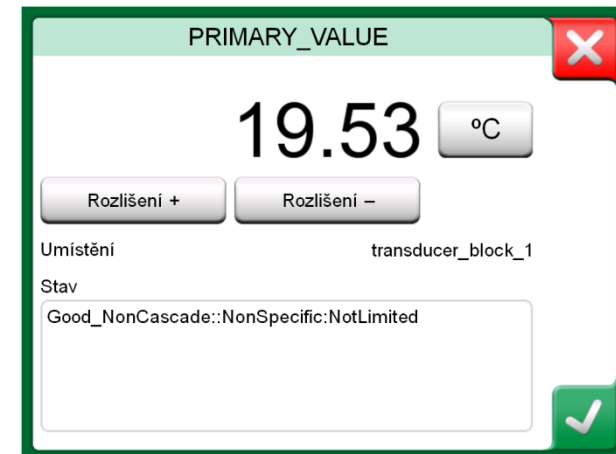 PRIMARY_VALUE
19.53 ºC
Rozlišení + Rozlišení –
Umístění transducer_block_1
Stav
Good_NonCascade::NonSpecific:NotLimited